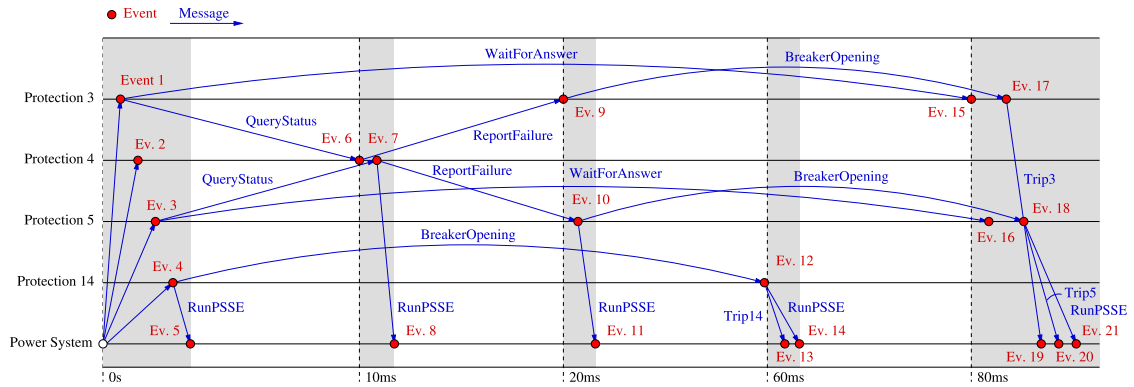 Event Message
WaitForAnswer
BreakerOpening
Event 1
Ev. 17
Protection 3
Ev. 9
Ev. 15
QueryStatus
Ev. 6 Ev. 7
ReportFailure
Ev. 2
Protection 4
ReportFailure
WaitForAnswer
BreakerOpening
Trip3
QueryStatus
Ev. 3
Ev. 10
Ev. 18
Protection 5
BreakerOpening
Ev. 16
Ev. 4
Ev. 12
Protection 14
Trip5
RunPSSE
RunPSSE
RunPSSE
Trip14
RunPSSE
RunPSSE
Ev. 5
Ev. 8
Ev. 11
Ev. 14
Ev. 21
Power System
Ev. 13
Ev. 19
Ev. 20
0s 10ms 20ms 60ms 80ms